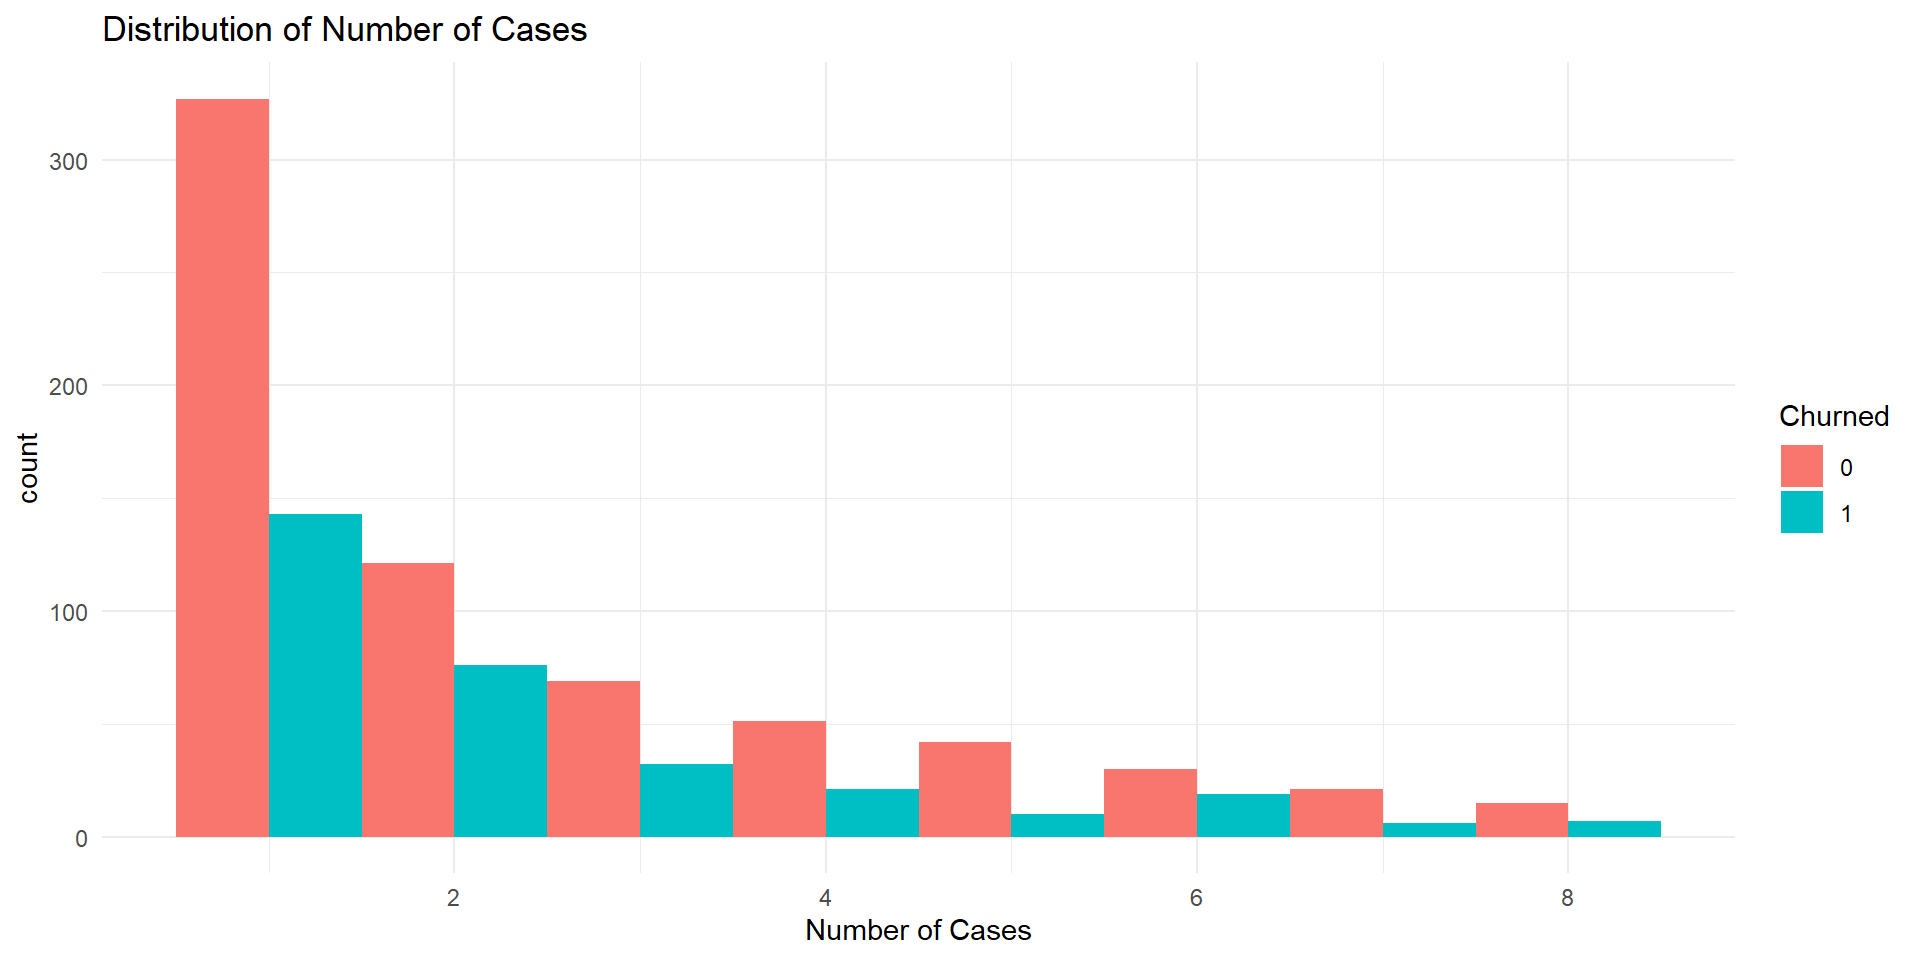 Distribution of Number of Cases
300
200
100
0
count
2 4 6 8
Number of Cases
Churned
0
1